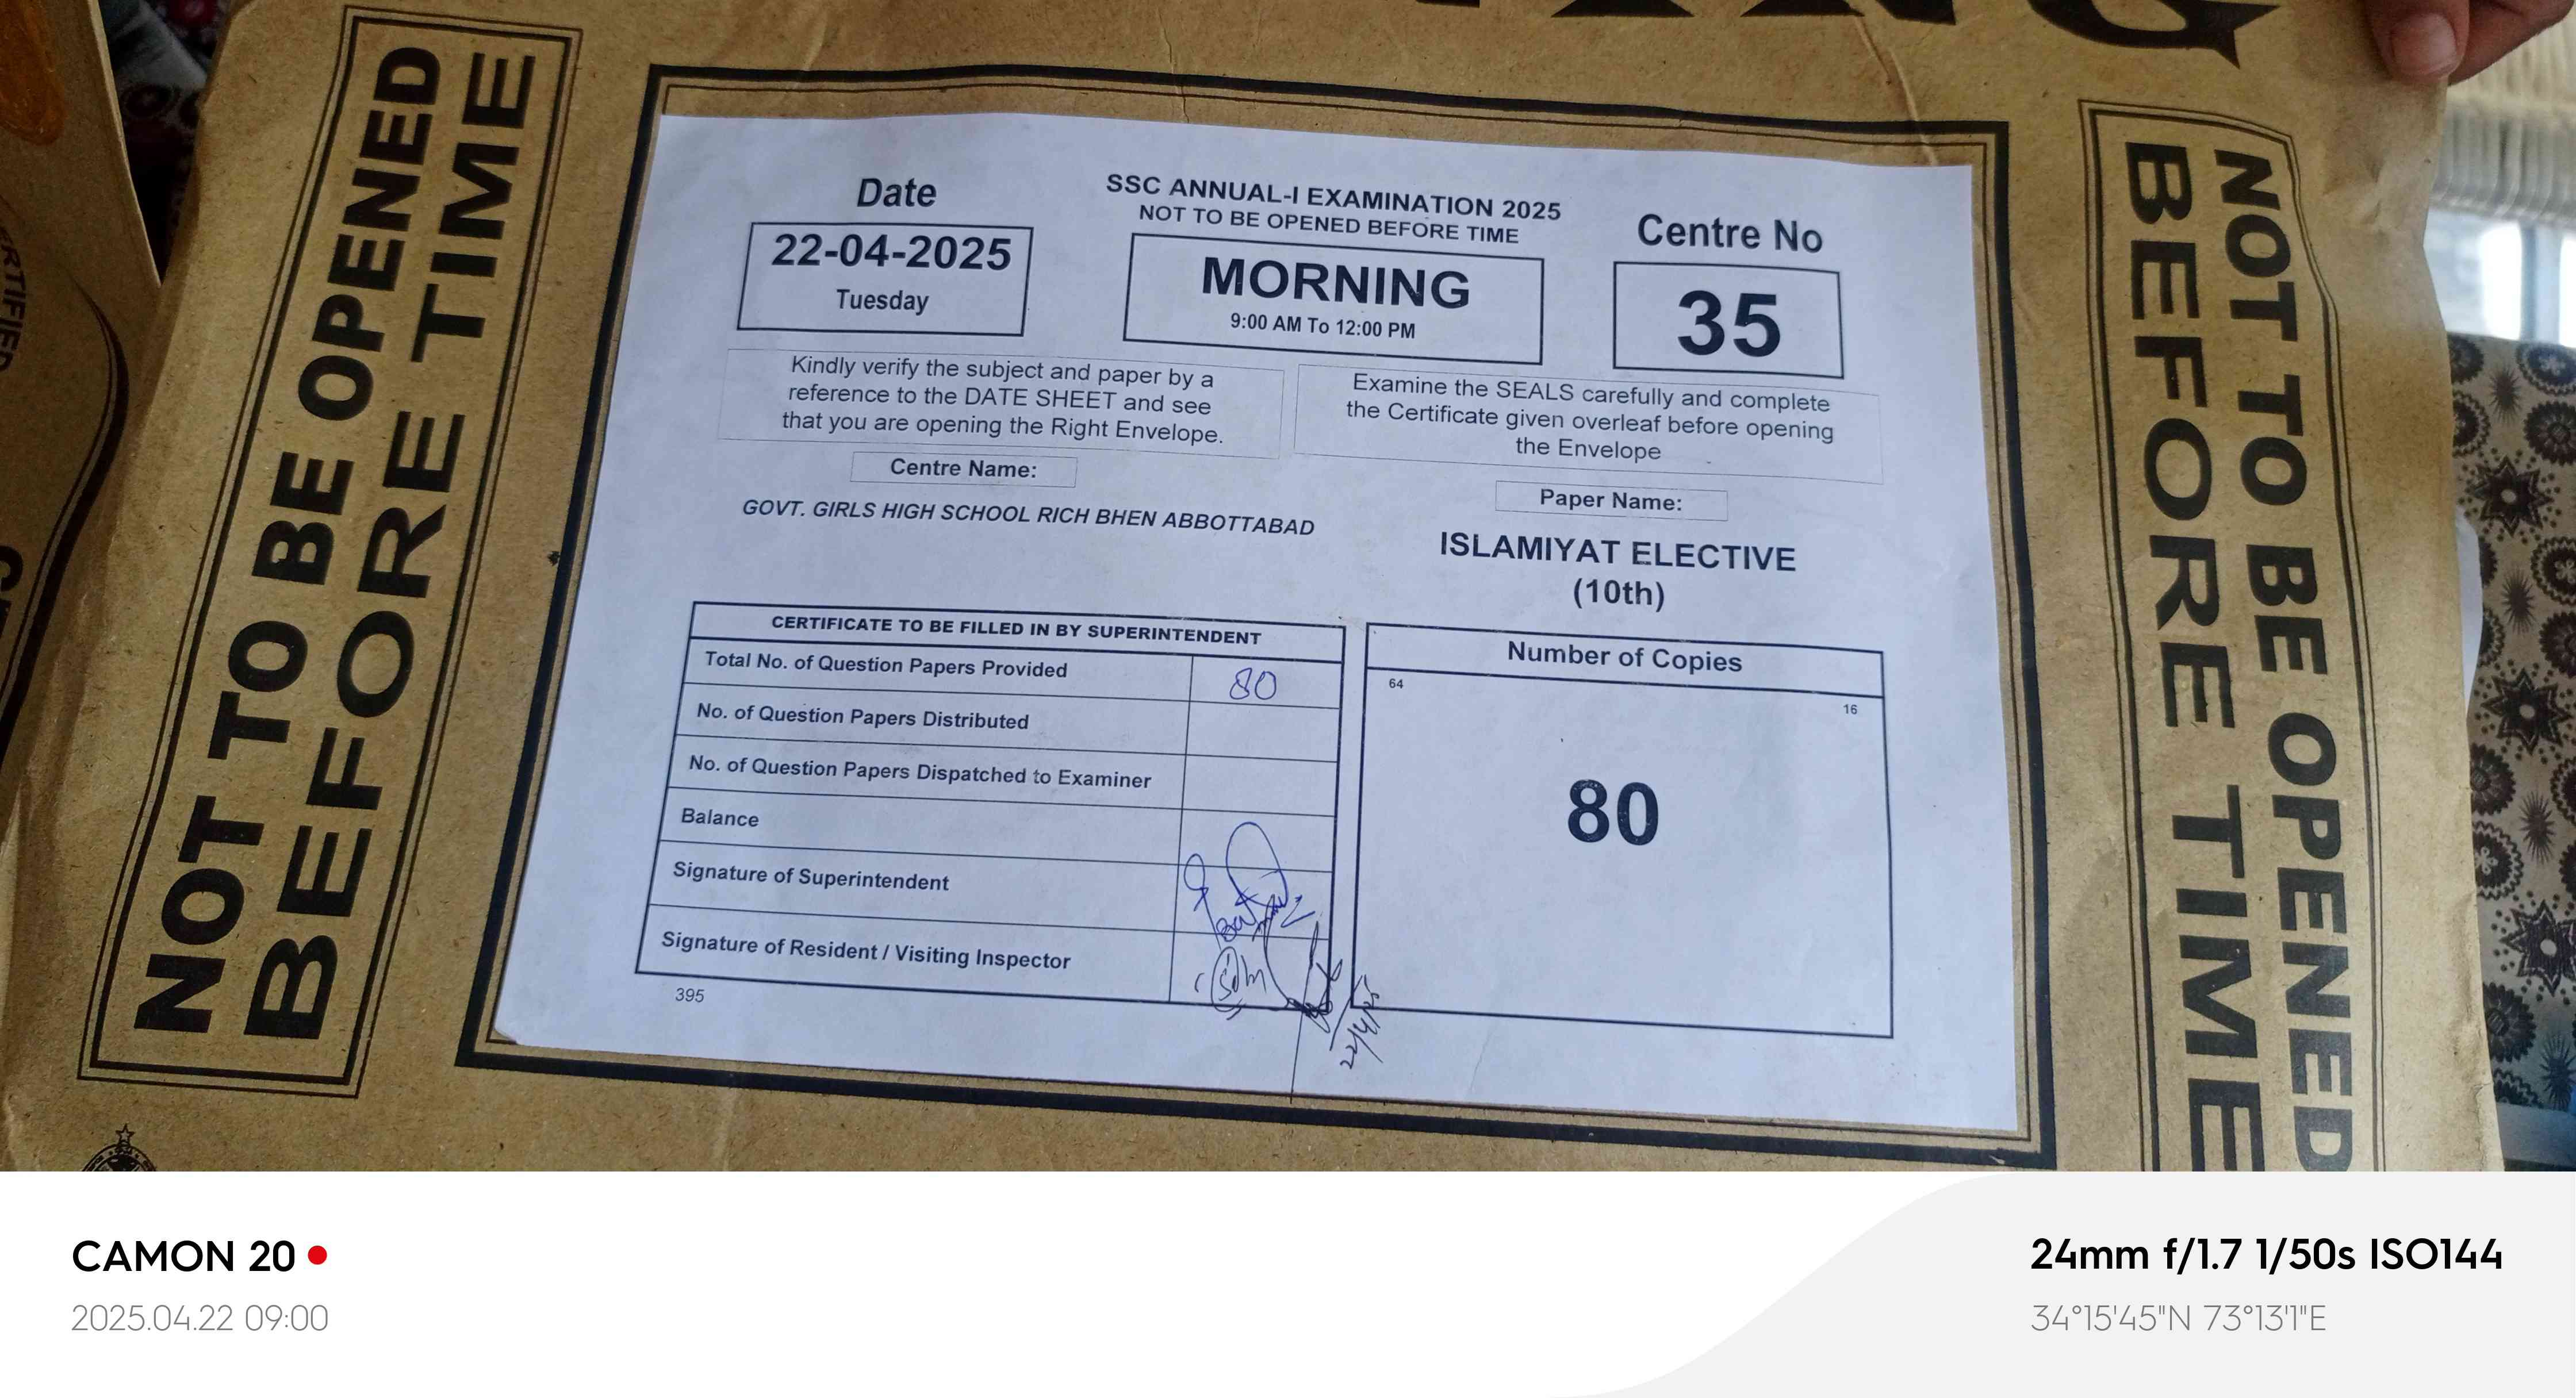 NOT TO BE OPENED
BEFORE TIME
Date
22-04-2025
Tuesday
SSC ANNUAL-I EXAMINATION 2025
NOT TO BE OPENED BEFORE TIME
MORNING
9:00 AM To 12:00 PM
Centre No
35
Kindly verify the subject and paper by a
reference to the DATE SHEET and see
that you are opening the Right Envelope.
Examine the SEALS carefully and complete
the Certificate given overleaf before opening
the Envelope
Centre Name:
GOVT. GIRLS HIGH SCHOOL RICH BHEN ABBOTTABAD
Paper Name:
ISLAMIYAT ELECTIVE
(10th)
CERTIFICATE TO BE FILLED IN BY SUPERINTENDENT
Total No. of Question Papers Provided 80
No. of Question Papers Distributed
No. of Question Papers Dispatched to Examiner
Balance
Signature of Superintendent
Signature of Resident / Visiting Inspector
395
22/4/25
Number of Copies
64
16
80
NOT TO BE OPENED
BEFORE TIME
CAMON 20
2025.04.22 09:00
24mm f/1.7 1/50s ISO144
34°15'45"N 73°13'1"E